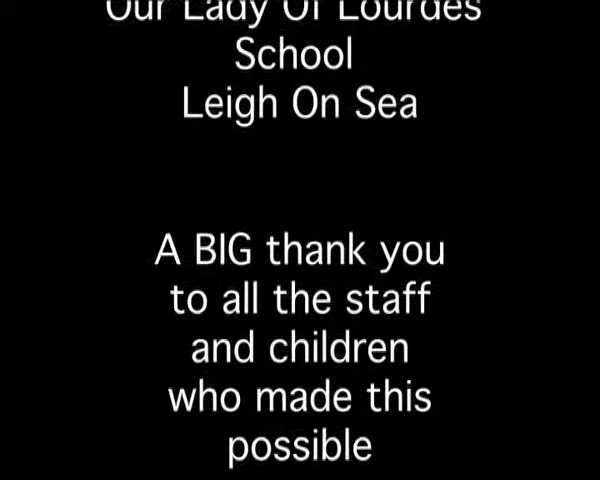 Our Lady Of Lourdes
School
Leigh On Sea
A BIG thank you
to all the staff
and children
who made this
possible